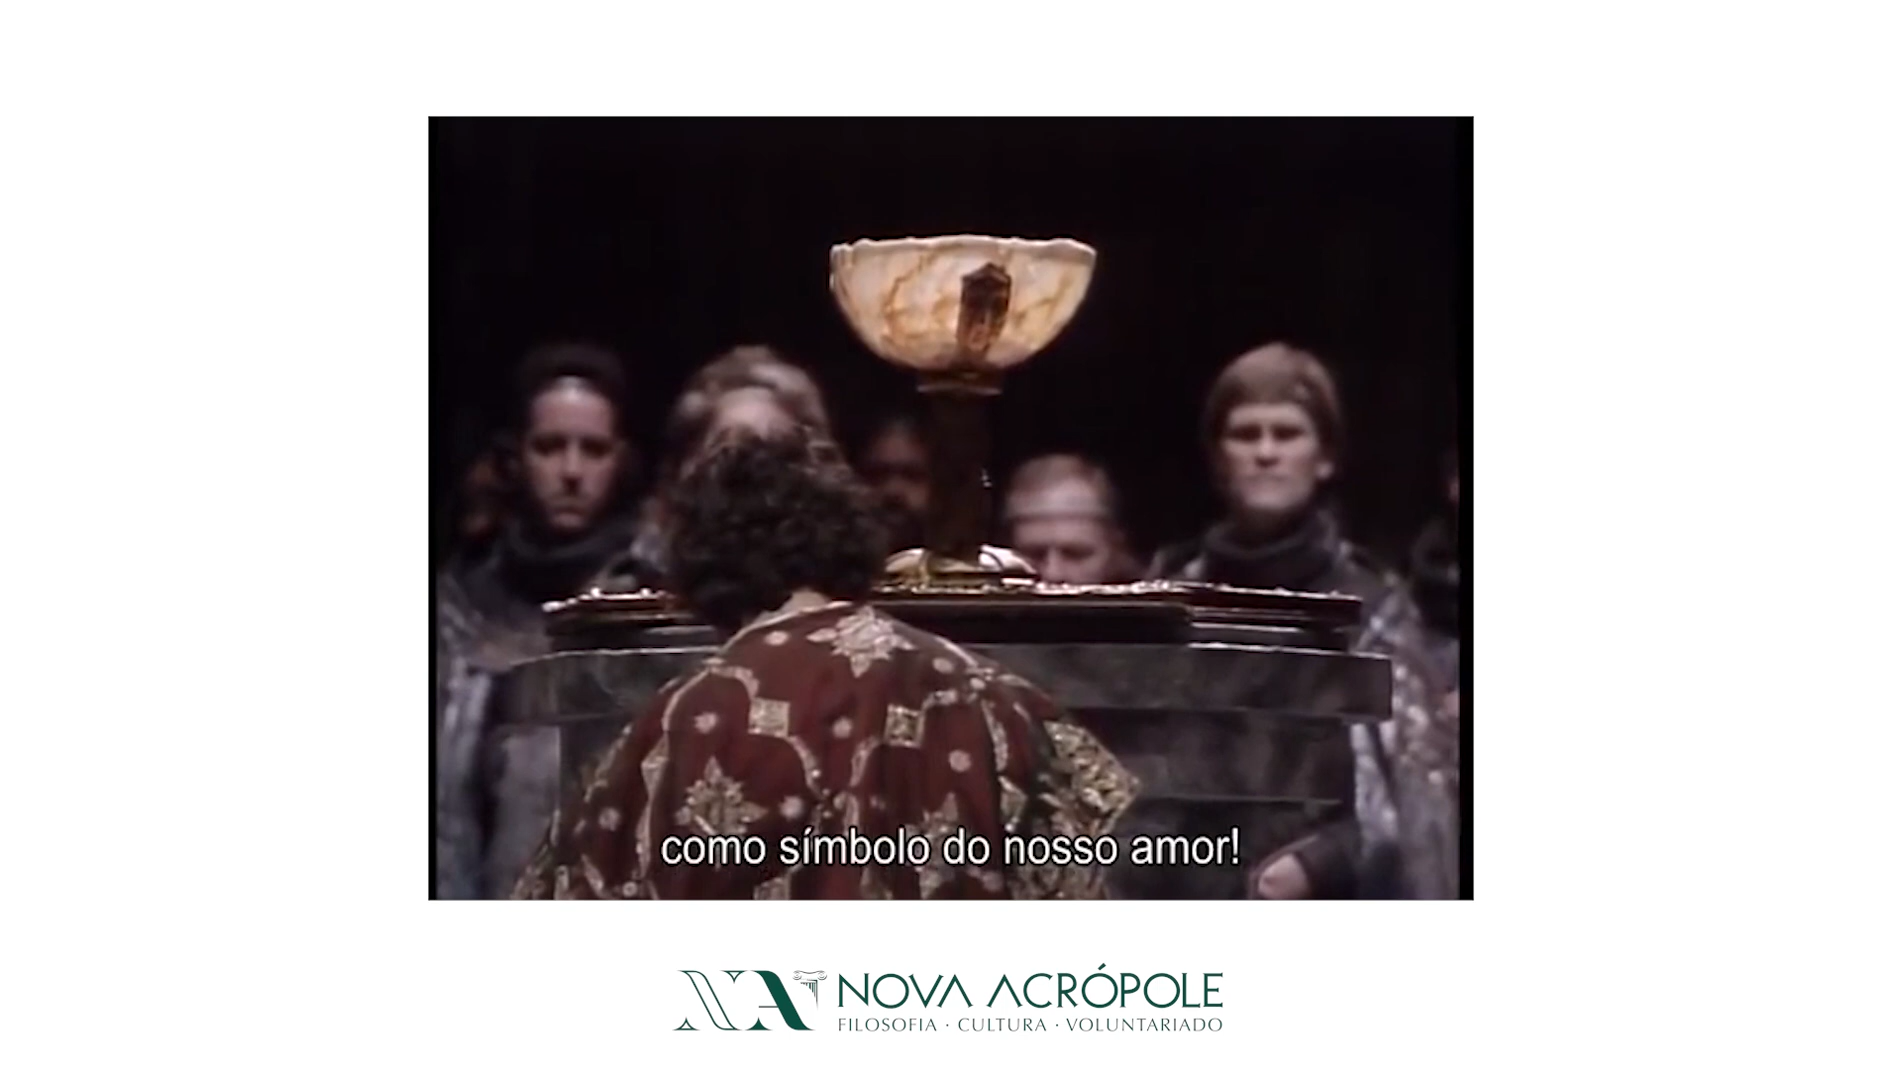 como símbolo do nosso amor!
NOVA ACRÓPOLE
FILOSOFIA · CULTURA · VOLUNTARIADO